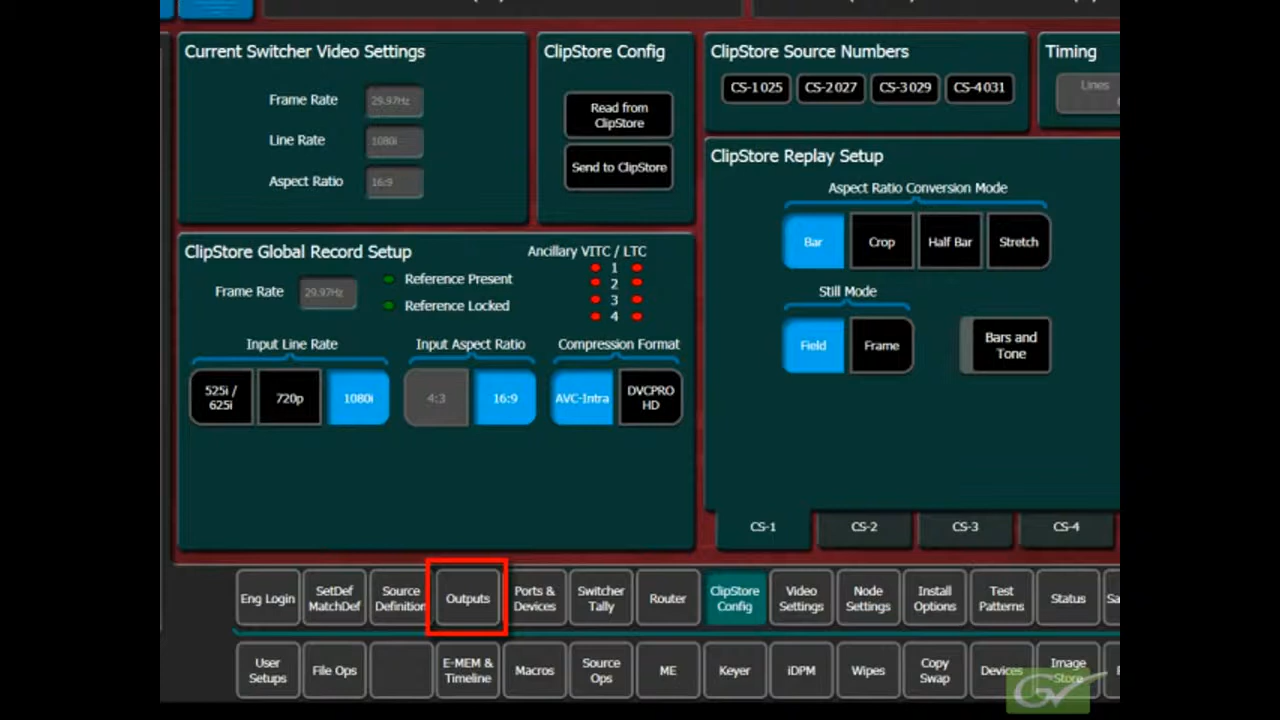 Current Switcher Video Settings
Frame Rate
29.97Hz
Line Rate
1080i
Aspect Ratio
16:9
ClipStore Config
Read from
ClipStore
Send to ClipStore
ClipStore Source Numbers
CS-1 025
CS-2 027
CS-3 029
CS-4 031
Timing
Lines
ClipStore Global Record Setup
Frame Rate
29.97Hz
Reference Present
Reference Locked
Ancillary VITC / LTC
1
2
3
4
Input Line Rate
525i /
625i
720p
1080i
Input Aspect Ratio
4:3
16:9
Compression Format
AVC-Intra
DVCPRO
HD
ClipStore Replay Setup
Aspect Ratio Conversion Mode
Bar
Crop
Half Bar
Stretch
Still Mode
Field
Frame
Bars and
Tone
CS-1
CS-2
CS-3
CS-4
Eng Login
SetDef
MatchDef
Source
Definition
Outputs
Ports &
Devices
Switcher
Tally
Router
ClipStore
Config
Video
Settings
Node
Settings
Install
Options
Test
Patterns
Status
User
Setups
File Ops
E-MEM &
Timeline
Macros
Source
Ops
ME
Keyer
iDPM
Wipes
Copy
Swap
Devices
Image
Store
GV